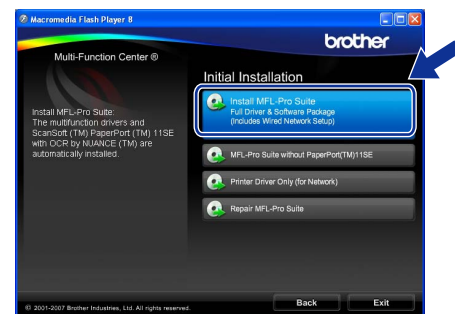 Macromedia Flash Player 8
brother
Multi-Function Center ®
Initial Installation
Install MFL-Pro Suite:
The multifunction drivers and
ScanSoft (TM) PaperPort (TM) 11SE
with OCR by NUANCE (TM) are
automatically installed.
Install MFL-Pro Suite
Full Driver & Software Package
(Includes Wired Network Setup)
MFL-Pro Suite without PaperPort(TM)11SE
Printer Driver Only (for Network)
Repair MFL-Pro Suite
© 2001-2007 Brother Industries, Ltd. All rights reserved.
Back
Exit